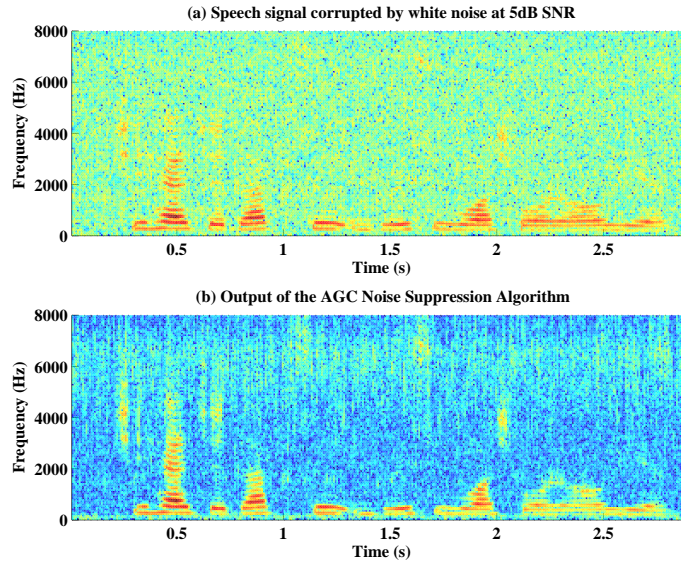 (a) Speech signal corrupted by white noise at 5dB SNR
Frequency (Hz)
8000
6000
4000
2000
0
0.5 1 1.5 2 2.5
Time (s)
(b) Output of the AGC Noise Suppression Algorithm
Frequency (Hz)
8000
6000
4000
2000
0
0.5 1 1.5 2 2.5
Time (s)